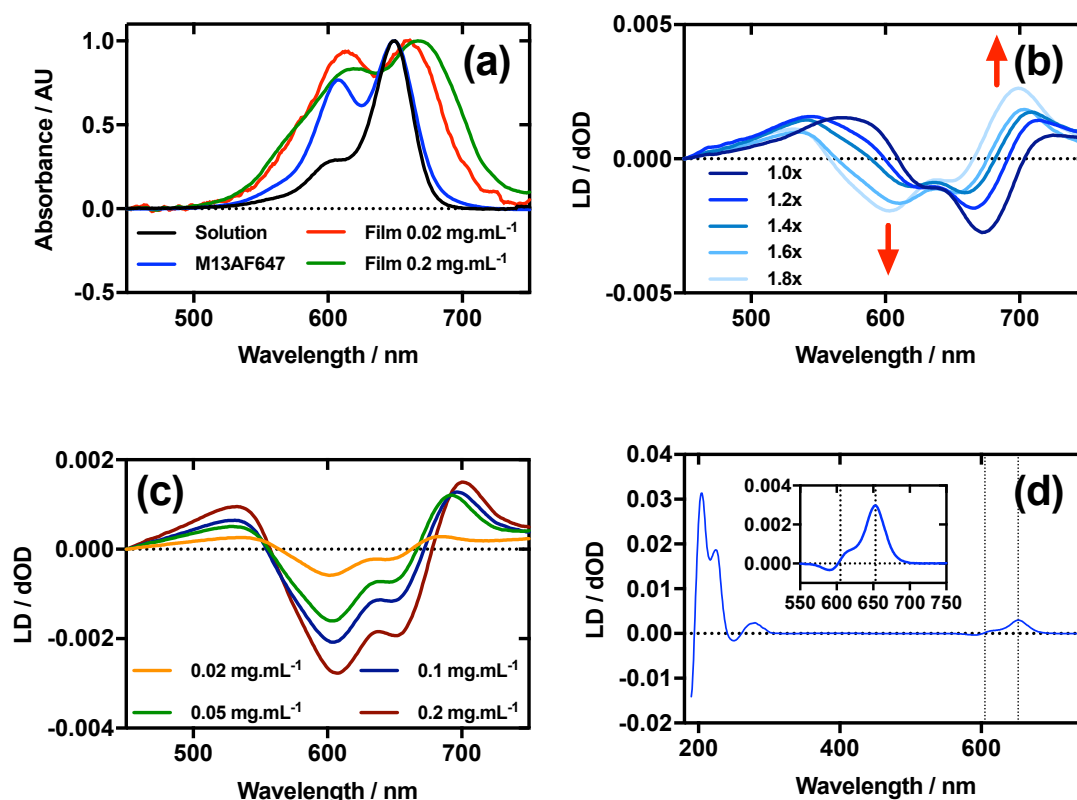 (a)
Absorbance / AU
1.0
0.5
0.0
-0.5
Solution
M13AF647
Film 0.02 mg.mL-1
Film 0.2 mg.mL-1
500 600 700
Wavelength / nm
(b)
LD / dOD
0.005
0.000
-0.005
1.0x
1.2x
1.4x
1.6x
1.8x
500 600 700
Wavelength / nm
(c)
LD / dOD
0.002
0.000
-0.002
-0.004
0.02 mg.mL-1
0.05 mg.mL-1
0.1 mg.mL-1
0.2 mg.mL-1
500 600 700
Wavelength / nm
(d)
LD / dOD
0.04
0.03
0.02
0.01
0.00
-0.01
-0.02
0.004
0.002
0.000
550 600 650 700 750
200 400 600
Wavelength / nm